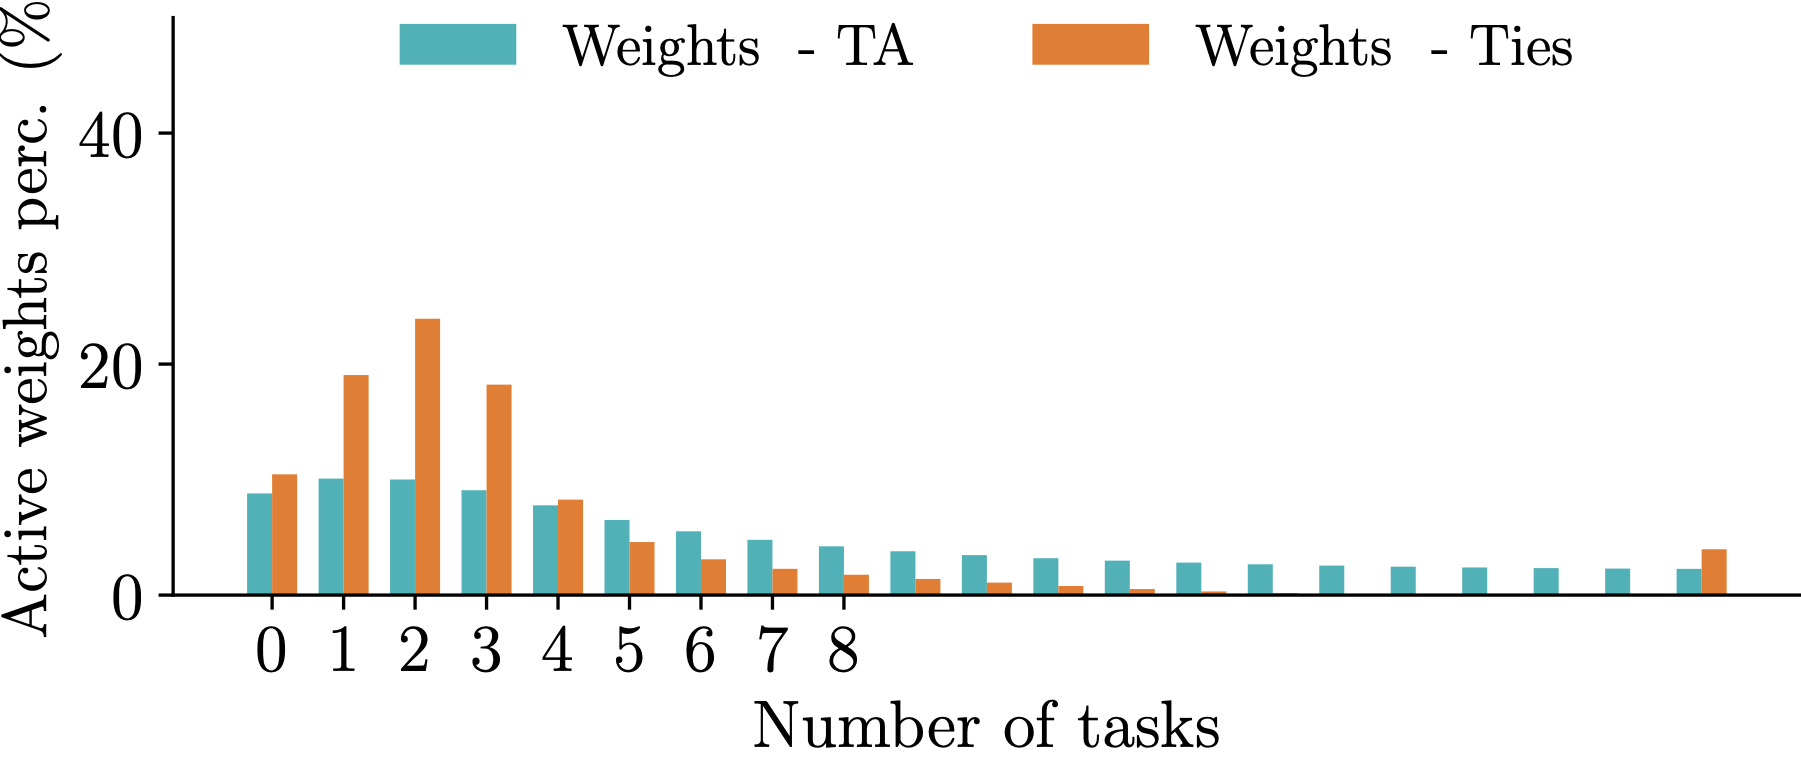 Weights - TA
Weights - Ties
Active weights perc. (%
40
20
0
0 1 2 3 4 5 6 7 8
Number of tasks